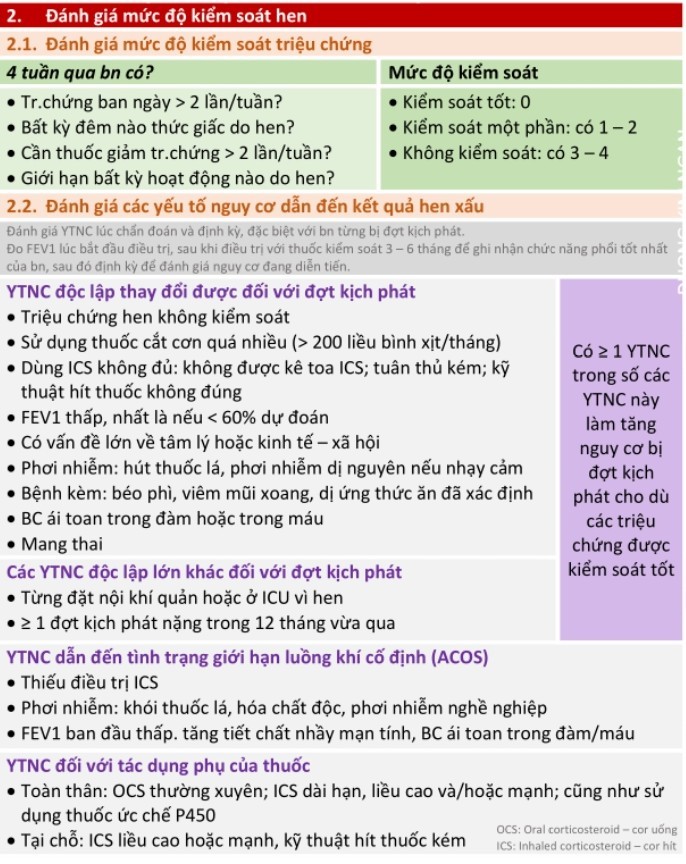 2. Đánh giá mức độ kiểm soát hen
2.1. Đánh giá mức độ kiểm soát triệu chứng
4 tuần qua bn có?
• Tr.chứng ban ngày > 2 lần/tuần?
• Bất kỳ đêm nào thức giấc do hen?
• Cần thuốc giảm tr.chứng > 2 lần/tuần?
• Giới hạn bất kỳ hoạt động nào do hen?
Mức độ kiểm soát
• Kiểm soát tốt: 0
• Kiểm soát một phần: có 1 – 2
• Không kiểm soát: có 3 – 4
2.2. Đánh giá các yếu tố nguy cơ dẫn đến kết quả hen xấu
Đánh giá YTNC lúc chẩn đoán và định kỳ, đặc biệt với bn từng bị đợt kịch phát.
Đo FEV1 lúc bắt đầu điều trị, sau khi điều trị với thuốc kiểm soát 3 – 6 tháng để ghi nhận chức năng phổi tốt nhất
của bn, sau đó định kỳ để đánh giá nguy cơ đang diễn tiến.
YTNC độc lập thay đổi được đối với đợt kịch phát
• Triệu chứng hen không kiểm soát
• Sử dụng thuốc cắt cơn quá nhiều (> 200 liều bình xịt/tháng)
• Dùng ICS không đủ: không được kê toa ICS; tuân thủ kém; kỹ
thuật hít thuốc không đúng
• FEV1 thấp, nhất là nếu < 60% dự đoán
• Có vấn đề lớn về tâm lý hoặc kinh tế – xã hội
• Phơi nhiễm: hút thuốc lá, phơi nhiễm dị nguyên nếu nhạy cảm
• Bệnh kèm: béo phì, viêm mũi xoang, dị ứng thức ăn đã xác định
• BC ái toan trong đàm hoặc trong máu
• Mang thai
Các YTNC độc lập lớn khác đối với đợt kịch phát
• Từng đặt nội khí quản hoặc ở ICU vì hen
• ≥ 1 đợt kịch phát nặng trong 12 tháng vừa qua
Có ≥ 1 YTNC
trong số các
YTNC này
làm tăng
nguy cơ bị
đợt kịch
phát cho dù
các triệu
chứng được
kiểm soát tốt
YTNC dẫn đến tình trạng giới hạn luồng khí cố định (ACOS)
• Thiếu điều trị ICS
• Phơi nhiễm: khói thuốc lá, hóa chất độc, phơi nhiễm nghề nghiệp
• FEV1 ban đầu thấp. tăng tiết chất nhầy mạn tính, BC ái toan trong đàm/máu
YTNC đối với tác dụng phụ của thuốc
• Toàn thân: OCS thường xuyên; ICS dài hạn, liều cao và/hoặc mạnh; cũng như sử
dụng thuốc ức chế P450
• Tại chỗ: ICS liều cao hoặc mạnh, kỹ thuật hít thuốc kém
OCS: Oral corticosteroid – cor uống
ICS: Inhaled corticosteroid – cor hít